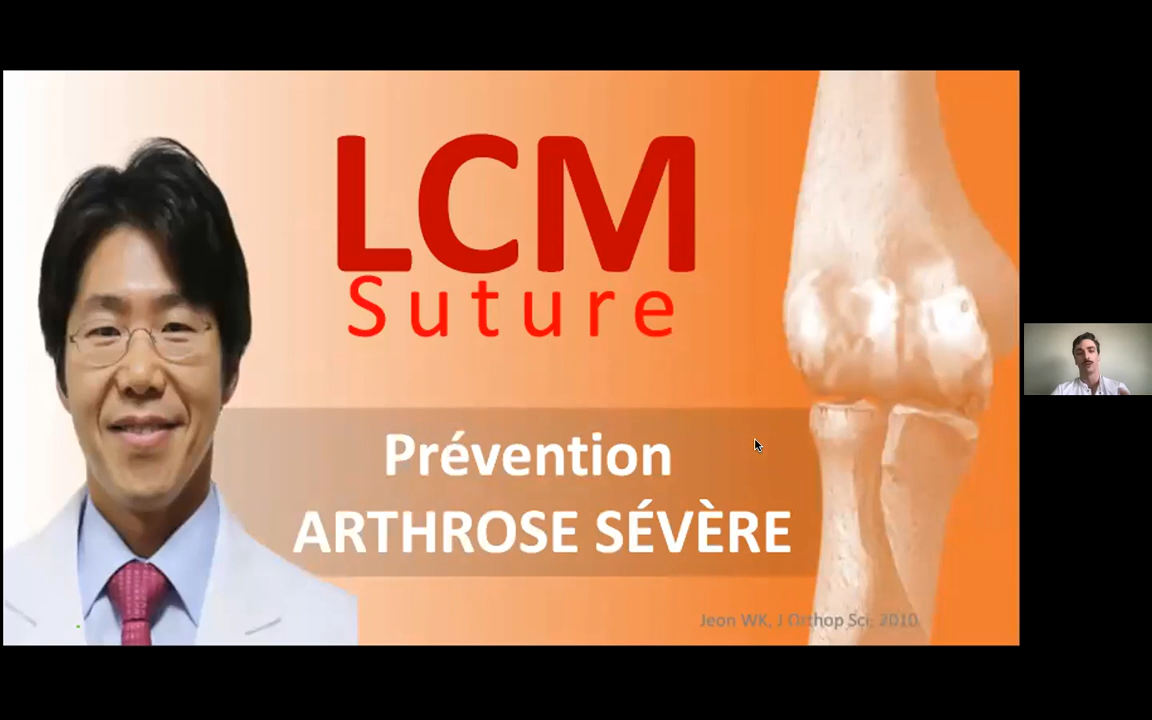 LCM
Suture
Prévention
ARTHROSE SÉVÈRE
Jeon WK, J Orthop Sci, 2010